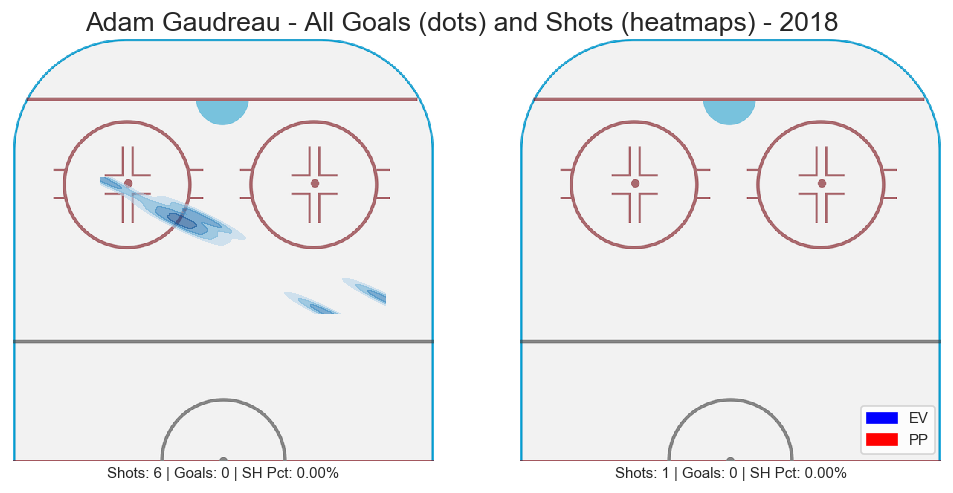 Adam Gaudreau - All Goals (dots) and Shots (heatmaps) - 2018
EV
PP
Shots: 6 | Goals: 0 | SH Pct: 0.00%
Shots: 1 | Goals: 0 | SH Pct: 0.00%